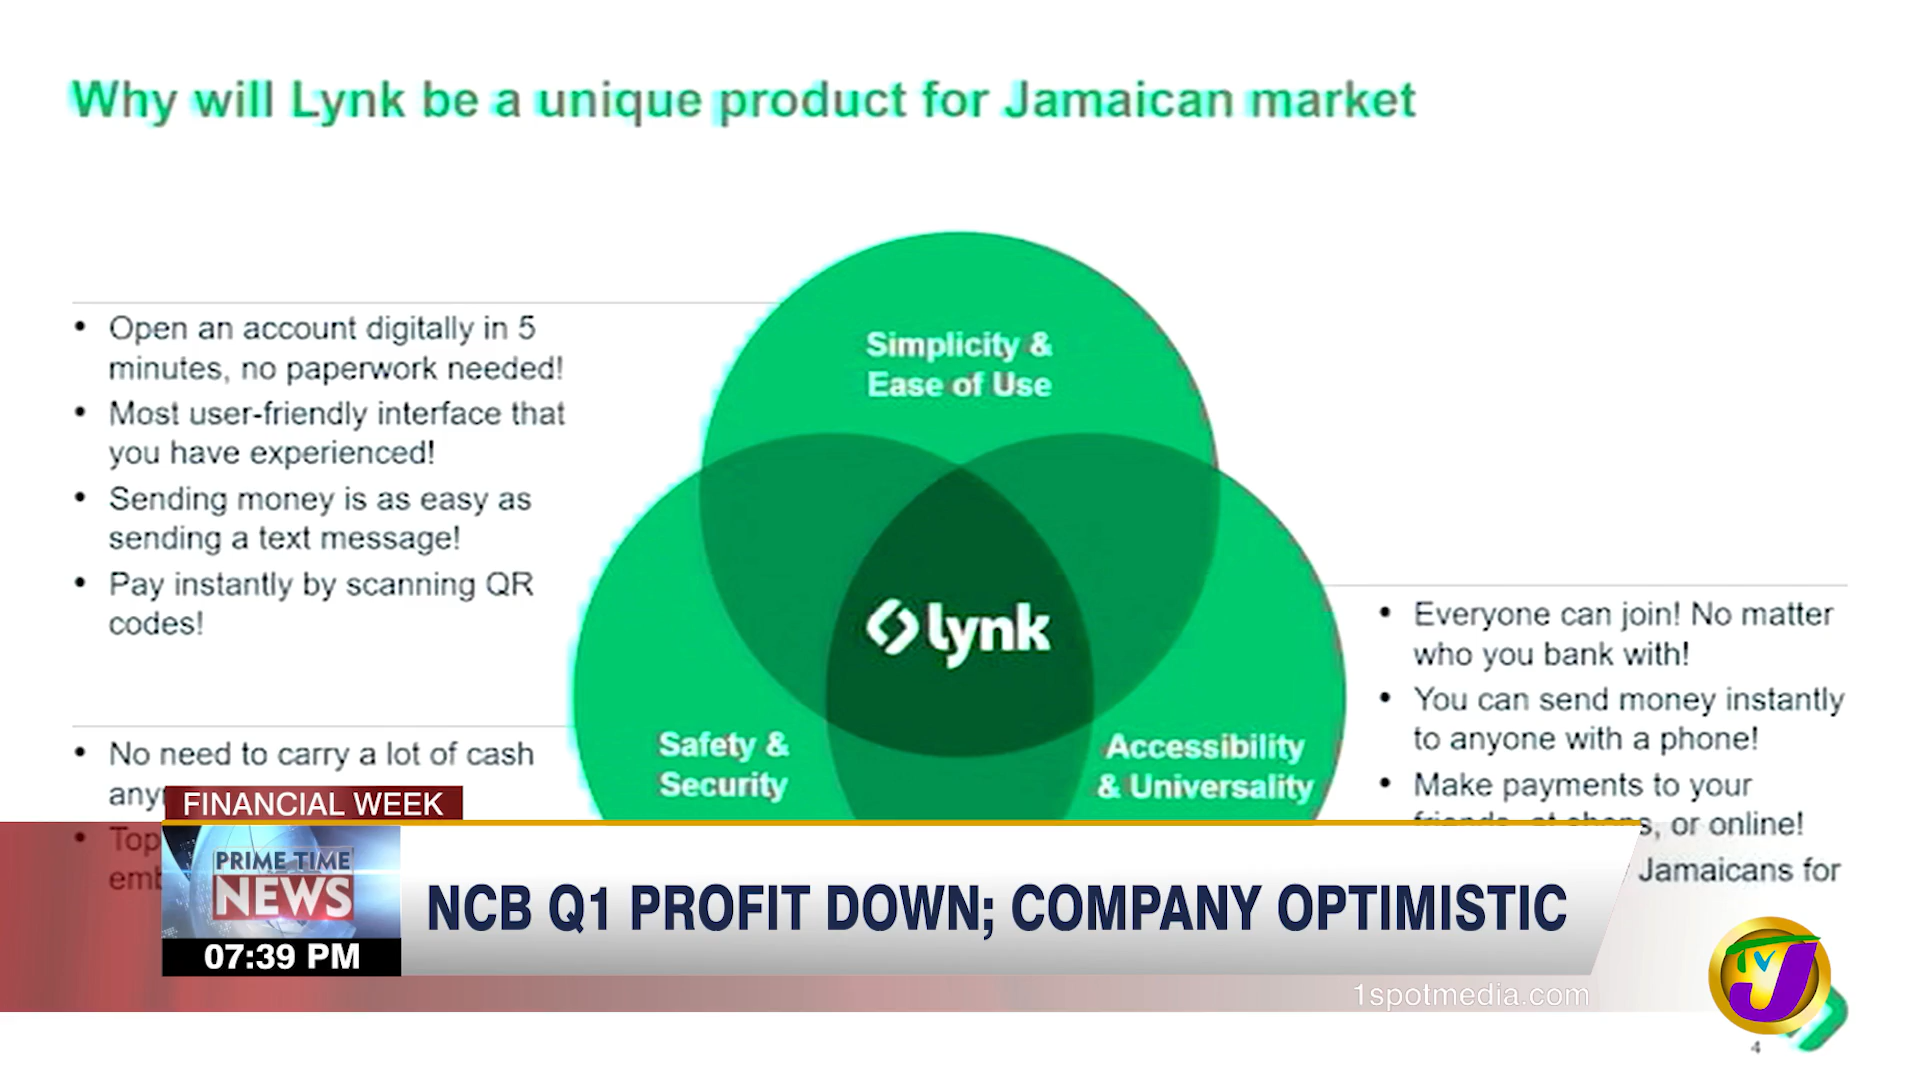 Why will Lynk be a unique product for Jamaican market
• Open an account digitally in 5
minutes, no paperwork needed!
• Most user-friendly interface that
you have experienced!
• Sending money is as easy as
sending a text message!
• Pay instantly by scanning QR
codes!
Simplicity &
Ease of Use
lynk
Safety &
Security
Accessibility
& Universality
• No need to carry a lot of cash
• Everyone can join! No matter
who you bank with!
• You can send money instantly
to anyone with a phone!
• Make payments to your
friends, at shops, or online!
Jamaicans for
FINANCIAL WEEK
PRIME TIME
NEWS
07:39 PM
NCB Q1 PROFIT DOWN; COMPANY OPTIMISTIC
1spotmedia.com
TVJ
4